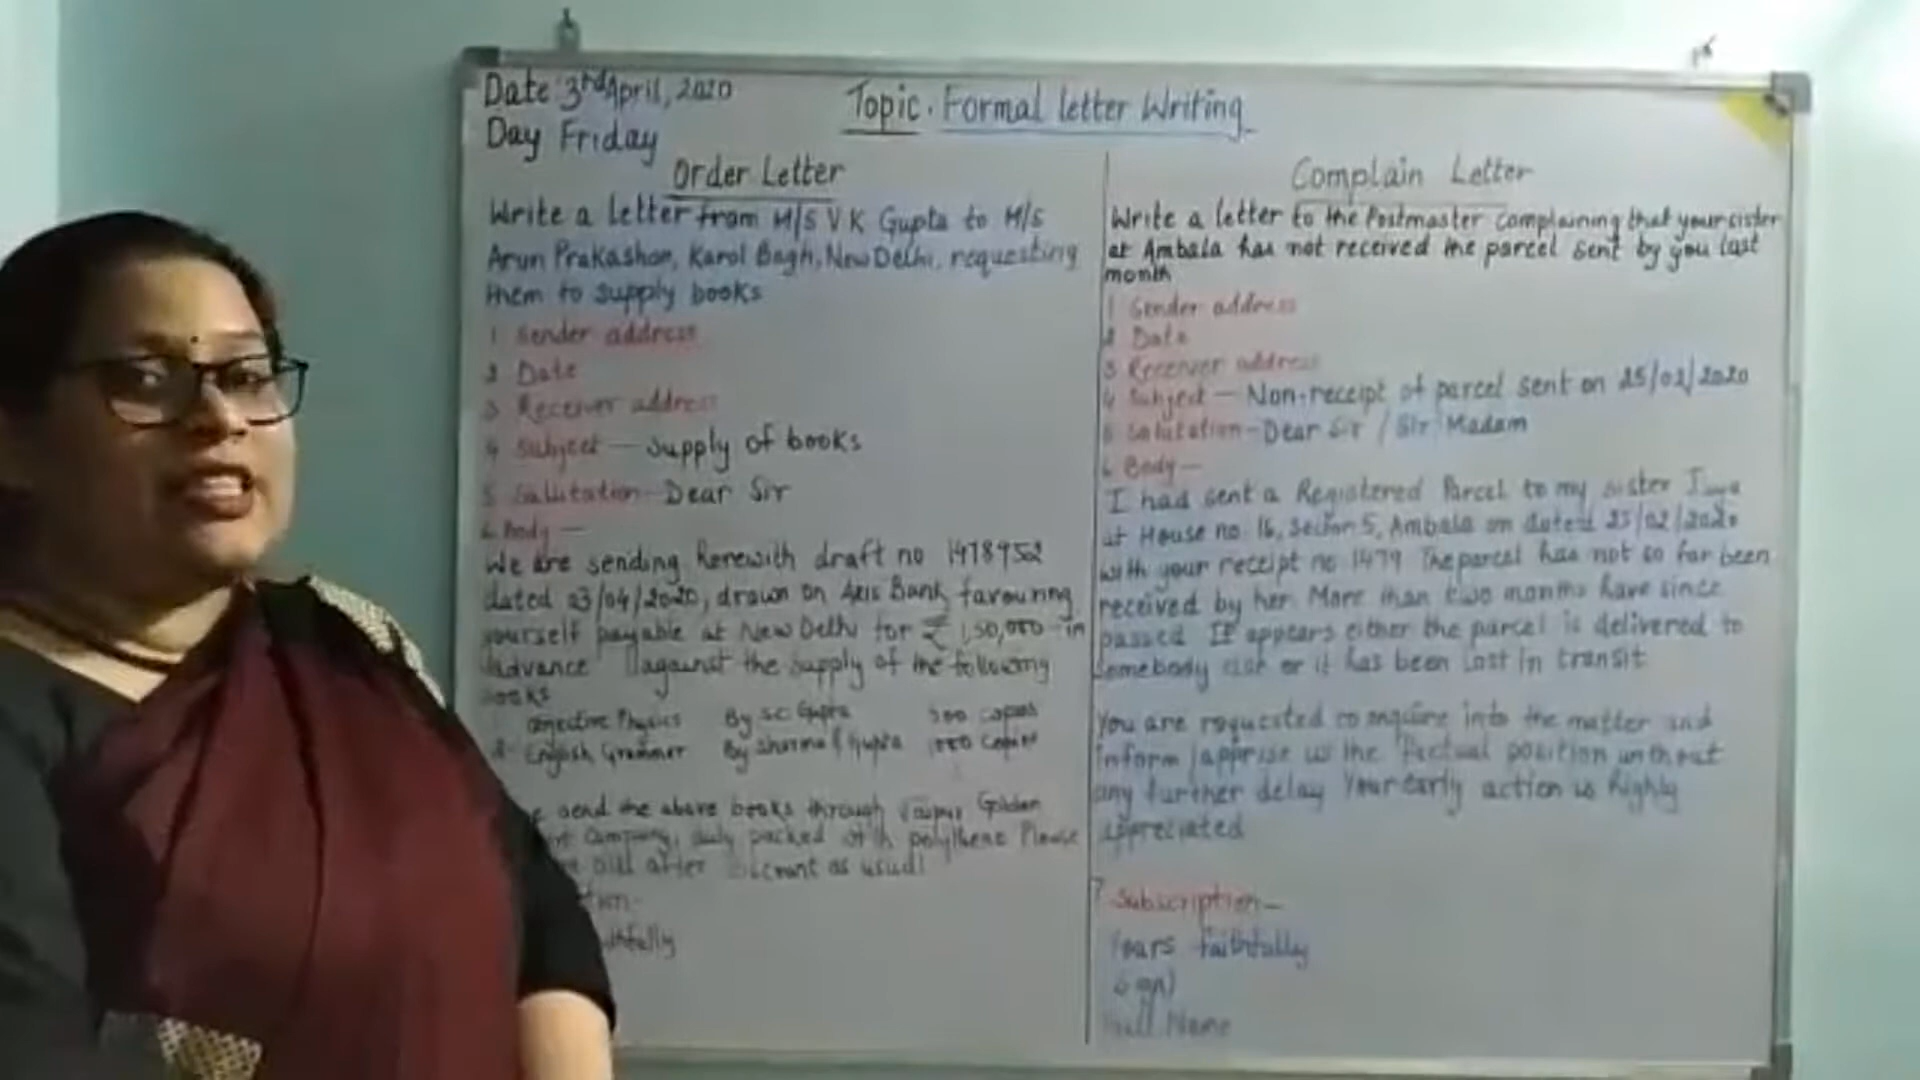 Date 3rd April, 2020
Day Friday
Topic. Formal letter Writing
Order Letter
Write a letter from M/S V K Gupta to M/S
Arun Prakashan, Karol Bagh, New Delhi, requesting
them to supply books
1 Sender address
2 Date
3 Receiver address
4 Subject — Supply of books
5 Salutation - Dear Sir
6 Body —
We are sending herewith draft no 1478952
dated 03/04/2020, drawn on Axis Bank favouring
yourself payable at New Delhi for ₹ 1,50,000 in
advance against the supply of the following
books
Objective Physics By SC Gupta copies
2 English Grammer By Sharma & Gupta copies
send the above books through Golden
Company, duly packed with polythene Please
bill after discount as usual
Complain Letter
Write a letter to the Postmaster complaining that your sister
at Ambala has not received the parcel sent by you last
month
1 Sender address
2 Date
3 Receiver address
4 Subject — Non-receipt of parcel sent on 25/02/2020
5 Salutation - Dear Sir / Sir / Madam
6 Body —
I had sent a Registered Parcel to my sister
at House no 16, Sector 5, Ambala on dated 25/02/2020
with your receipt no 1479 The parcel has not so far been
received by her. More than two months have since
passed It appears either the parcel is delivered to
somebody else or it has been lost in transit
You are requested to enquire into the matter and
inform / apprise us the factual position without
any further delay Your early action is highly
appreciated
7 Subscription —
Yours faithfully
Sign
Full Name